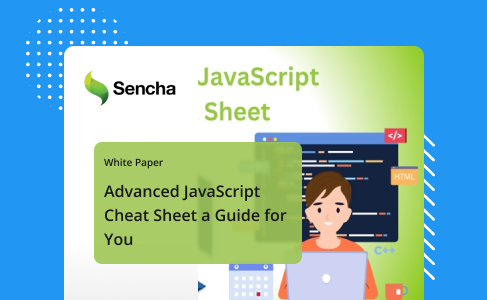 Sencha
JavaScript
Sheet
White Paper
Advanced JavaScript
Cheat Sheet a Guide for
You
</>
HTML
C++